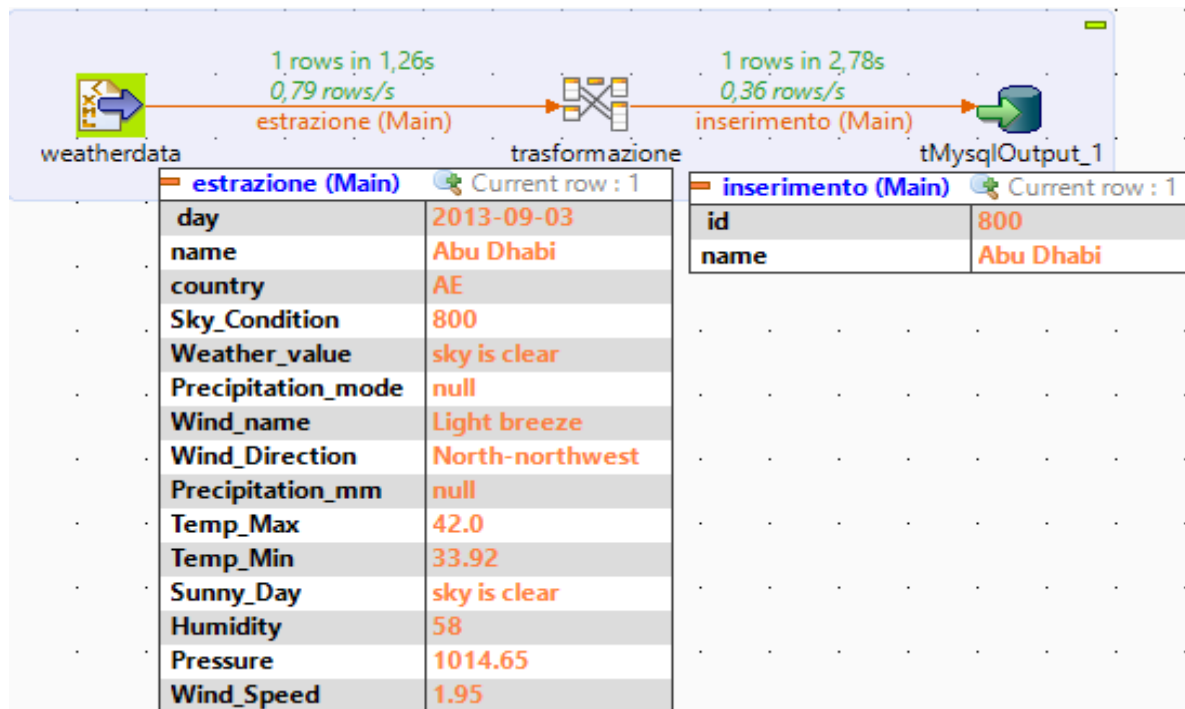 1 rows in 1,26s
0,79 rows/s
estrazione (Main)
1 rows in 2,78s
0,36 rows/s
inserimento (Main)
weatherdata
trasformazione
tMysqlOutput_1
estrazione (Main) Current row : 1
day 2013-09-03
name Abu Dhabi
country AE
Sky_Condition 800
Weather_value sky is clear
Precipitation_mode null
Wind_name Light breeze
Wind_Direction North-northwest
Precipitation_mm null
Temp_Max 42.0
Temp_Min 33.92
Sunny_Day sky is clear
Humidity 58
Pressure 1014.65
Wind_Speed 1.95
inserimento (Main) Current row : 1
id 800
name Abu Dhabi